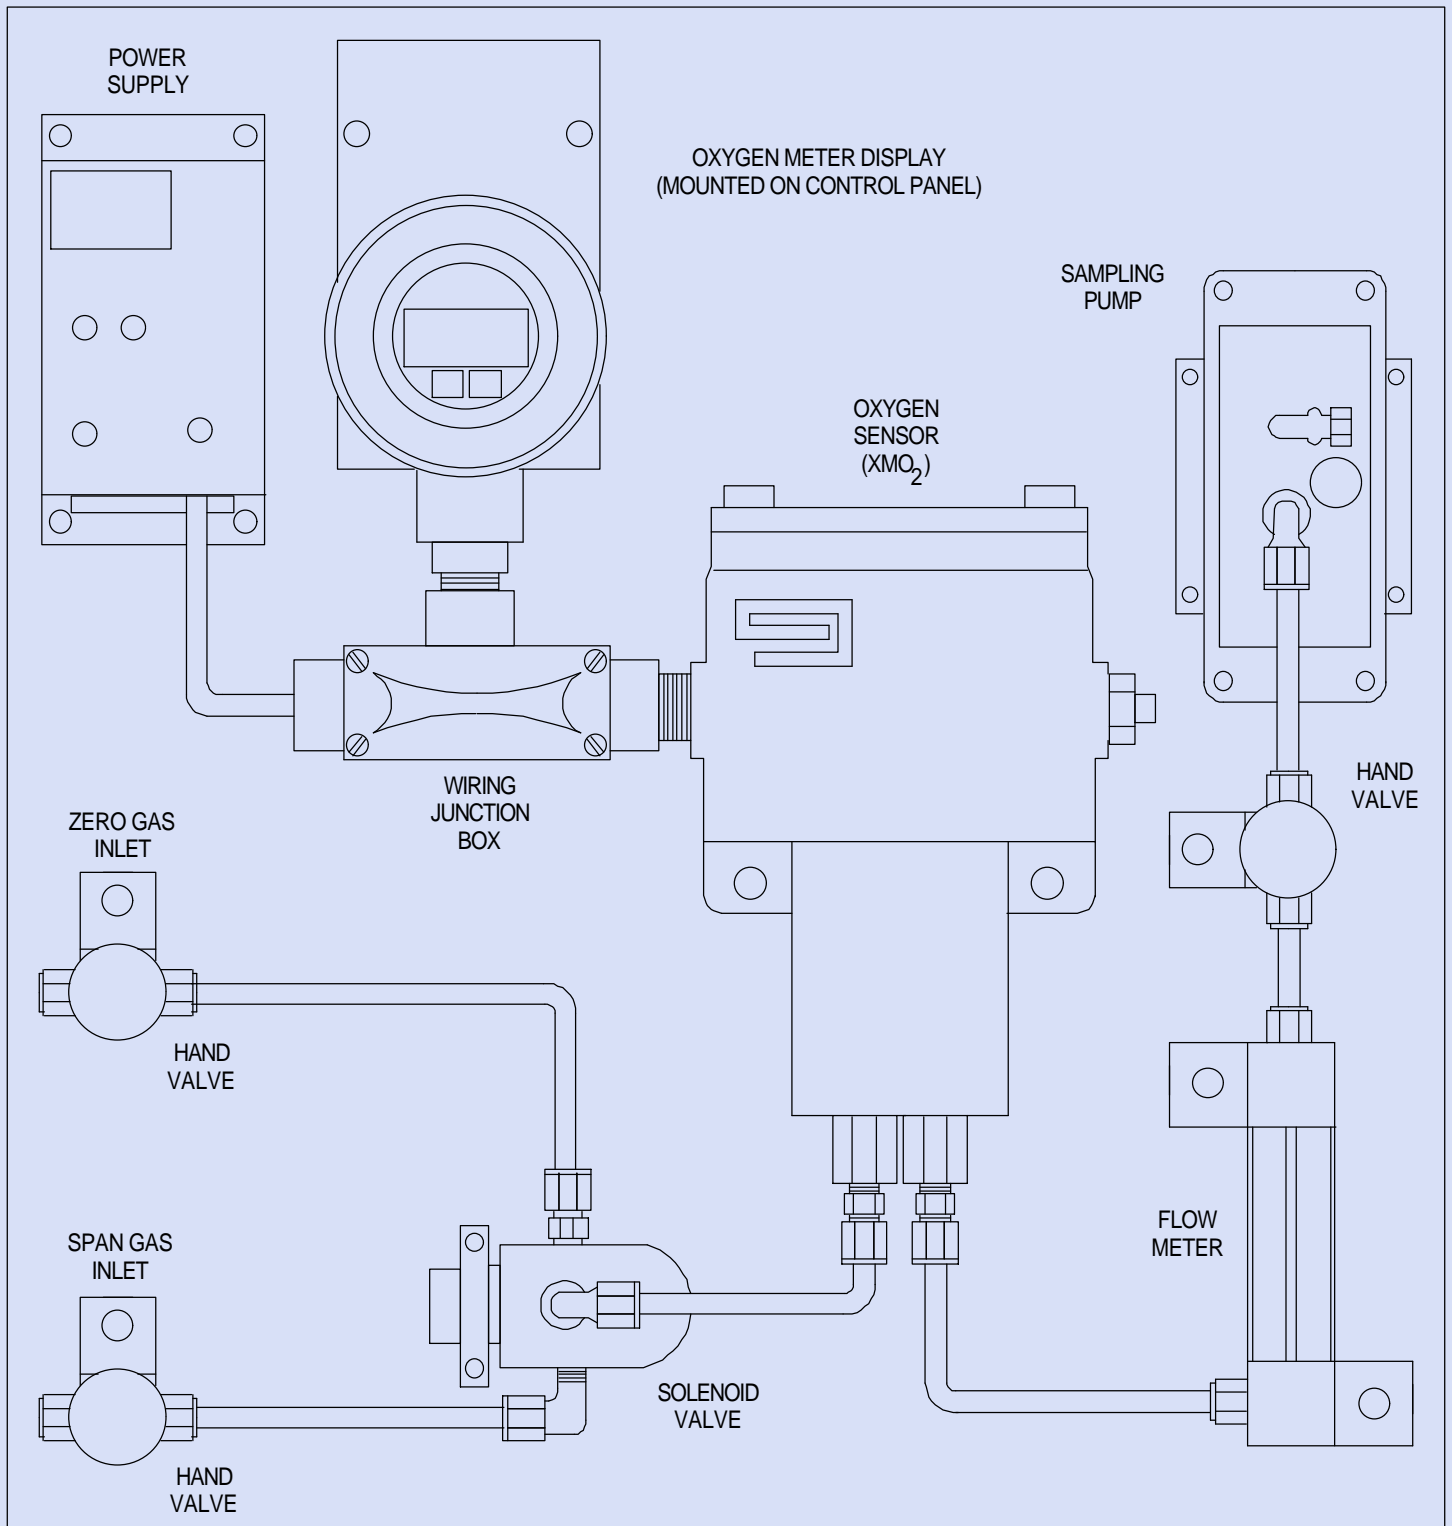 POWER
SUPPLY
OXYGEN METER DISPLAY
(MOUNTED ON CONTROL PANEL)
SAMPLING
PUMP
OXYGEN
SENSOR
(XMO2)
HAND
VALVE
WIRING
JUNCTION
BOX
ZERO GAS
INLET
HAND
VALVE
FLOW
METER
SPAN GAS
INLET
SOLENOID
VALVE
HAND
VALVE